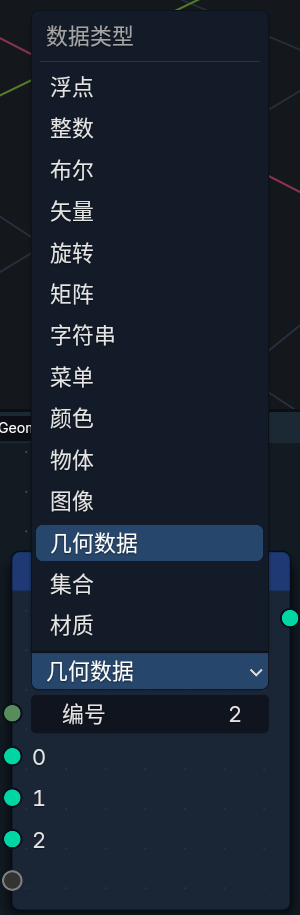 数据类型
浮点
整数
布尔
矢量
旋转
矩阵
字符串
菜单
颜色
物体
图像
Geom
几何数据
集合
材质
几何数据
编号 2
0
1
2